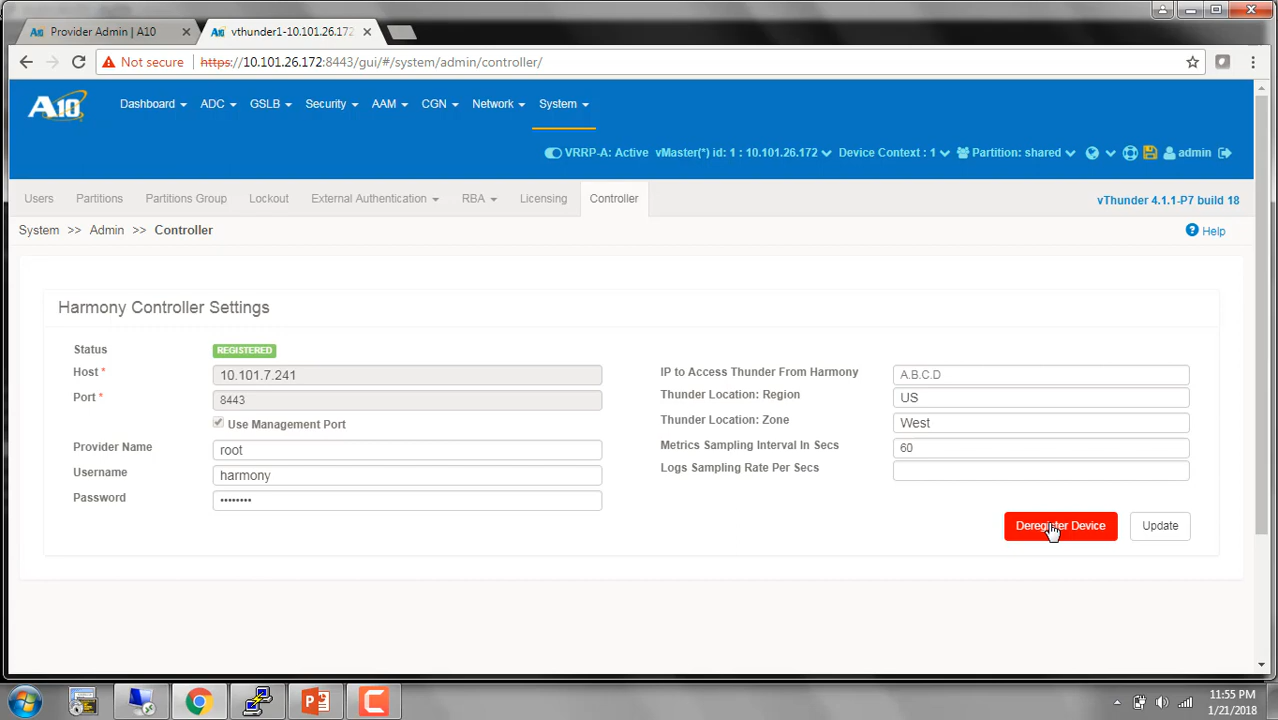 Provider Admin | A10
vthunder1-10.101.26.172
Not secure
https://10.101.26.172:8443/gui/#/system/admin/controller/
A10
Dashboard
ADC
GSLB
Security
AAM
CGN
Network
System
VRRP-A: Active
vMaster(*) id: 1 : 10.101.26.172
Device Context : 1
Partition: shared
admin
Users
Partitions
Partitions Group
Lockout
External Authentication
RBA
Licensing
Controller
vThunder 4.1.1-P7 build 18
System >> Admin >> Controller
Help
Harmony Controller Settings
Status
REGISTERED
Host *
10.101.7.241
Port *
8443
Use Management Port
Provider Name
root
Username
harmony
Password
••••••••
IP to Access Thunder From Harmony
A.B.C.D
Thunder Location: Region
US
Thunder Location: Zone
West
Metrics Sampling Interval In Secs
60
Logs Sampling Rate Per Secs
Deregister Device
Update
11:55 PM
1/21/2018